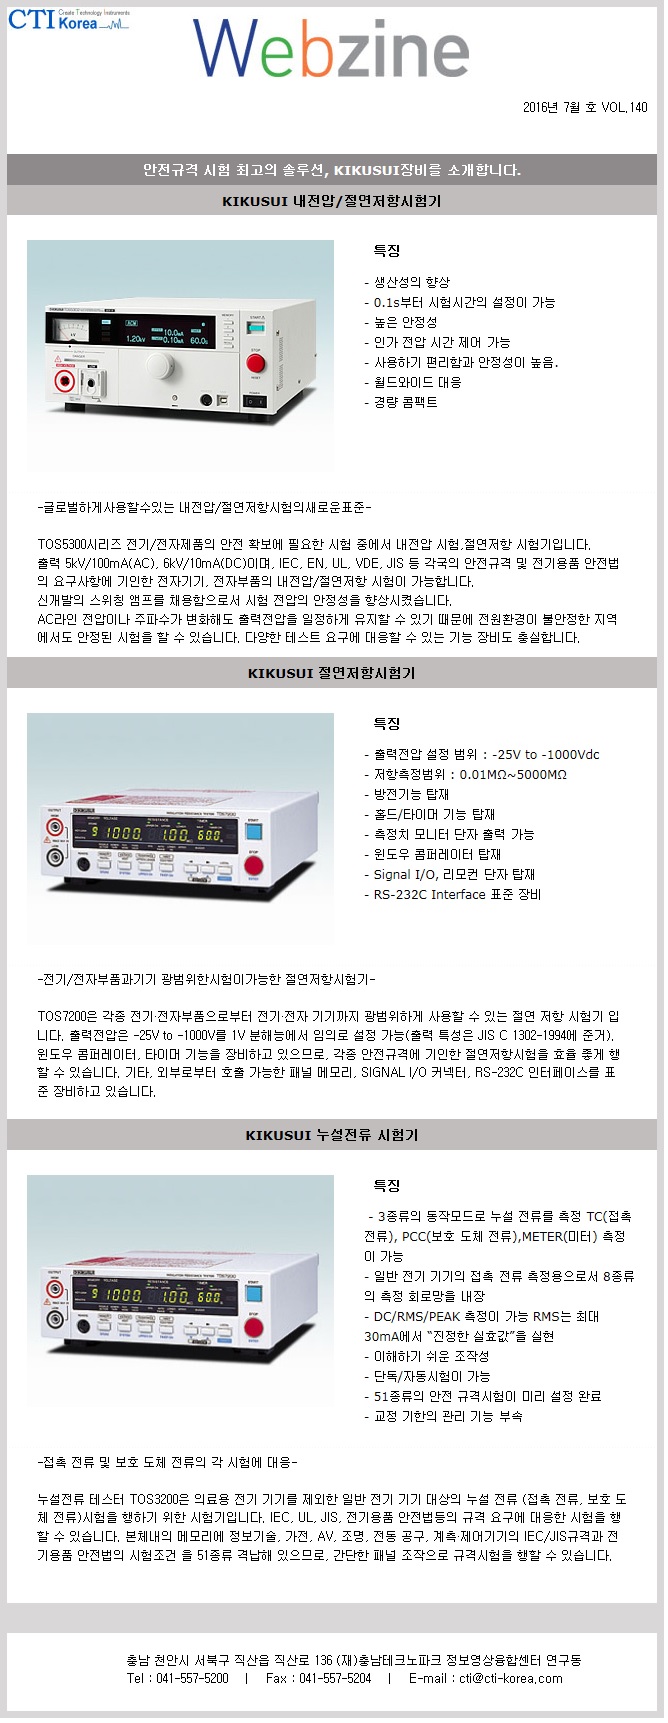 CTI Create Technology Instruments
Korea
Webzine
2016년 7월 호 VOL.140
안전규격 시험 최고의 솔루션, KIKUSUI장비를 소개합니다.
KIKUSUI 내전압/절연저항시험기
특징
- 생산성의 향상
- 0.1s부터 시험시간의 설정이 가능
- 높은 안정성
- 인가 전압 시간 제어 가능
- 사용하기 편리함과 안정성이 높음.
- 월드와이드 대응
- 경량 콤팩트
-글로벌하게사용할수있는 내전압/절연저항시험의새로운표준-
TOS5300시리즈 전기/전자제품의 안전 확보에 필요한 시험 중에서 내전압 시험,절연저항 시험기입니다.
출력 5kV/100mA(AC), 6kV/10mA(DC)이며, IEC, EN, UL, VDE, JIS 등 각국의 안전규격 및 전기용품 안전법
의 요구사항에 기인한 전자기기, 전자부품의 내전압/절연저항 시험이 가능합니다.
신개발의 스위칭 앰프를 채용함으로서 시험 전압의 안정성을 향상시켰습니다.
AC라인 전압이나 주파수가 변화해도 출력전압을 일정하게 유지할 수 있기 때문에 전원환경이 불안정한 지역
에서도 안정된 시험을 할 수 있습니다. 다양한 테스트 요구에 대응할 수 있는 기능 장비도 충실합니다.
KIKUSUI 절연저항시험기
특징
- 출력전압 설정 범위 : -25V to -1000Vdc
- 저항측정범위 : 0.01MΩ~5000MΩ
- 방전기능 탑재
- 홀드/타이머 기능 탑재
- 측정치 모니터 단자 출력 가능
- 윈도우 콤퍼레이터 탑재
- Signal I/O, 리모컨 단자 탑재
- RS-232C Interface 표준 장비
-전기/전자부품과기기 광범위한시험이가능한 절연저항시험기-
TOS7200은 각종 전기·전자부품으로부터 전기·전자 기기까지 광범위하게 사용할 수 있는 절연 저항 시험기 입
니다. 출력전압은 -25V to -1000V를 1V 분해능에서 임의로 설정 가능(출력 특성은 JIS C 1302-1994에 준거).
윈도우 콤퍼레이터, 타이머 기능을 장비하고 있으므로, 각종 안전규격에 기인한 절연저항시험을 효율 좋게 행
할 수 있습니다. 기타, 외부로부터 호출 가능한 패널 메모리, SIGNAL I/O 커넥터, RS-232C 인터페이스를 표
준 장비하고 있습니다.
KIKUSUI 누설전류 시험기
특징
- 3종류의 동작모드로 누설 전류를 측정 TC(접촉
전류), PCC(보호 도체 전류),METER(미터) 측정
이 가능
- 일반 전기 기기의 접촉 전류 측정용으로서 8종류
의 측정 회로망을 내장
- DC/RMS/PEAK 측정이 가능 RMS는 최대
30mA에서 “진정한 실효값”을 실현
- 이해하기 쉬운 조작성
- 단독/자동시험이 가능
- 51종류의 안전 규격시험이 미리 설정 완료
- 교정 기한의 관리 기능 부속
-접촉 전류 및 보호 도체 전류의 각 시험에 대응-
누설전류 테스터 TOS3200은 의료용 전기 기기를 제외한 일반 전기 기기 대상의 누설 전류 (접촉 전류, 보호 도
체 전류)시험을 행하기 위한 시험기입니다. IEC, UL, JIS, 전기용품 안전법등의 규격 요구에 대응한 시험을 행
할 수 있습니다. 본체내의 메모리에 정보기술, 가전, AV, 조명, 전동 공구, 계측·제어기기의 IEC/JIS규격과 전
기용품 안전법의 시험조건 을 51종류 격납해 있으므로, 간단한 패널 조작으로 규격시험을 행할 수 있습니다.
충남 천안시 서북구 직산읍 직산로 136 (재)충남테크노파크 정보영상융합센터 연구동
Tel : 041-557-5200 | Fax : 041-557-5204 | E-mail : cti@cti-korea.com